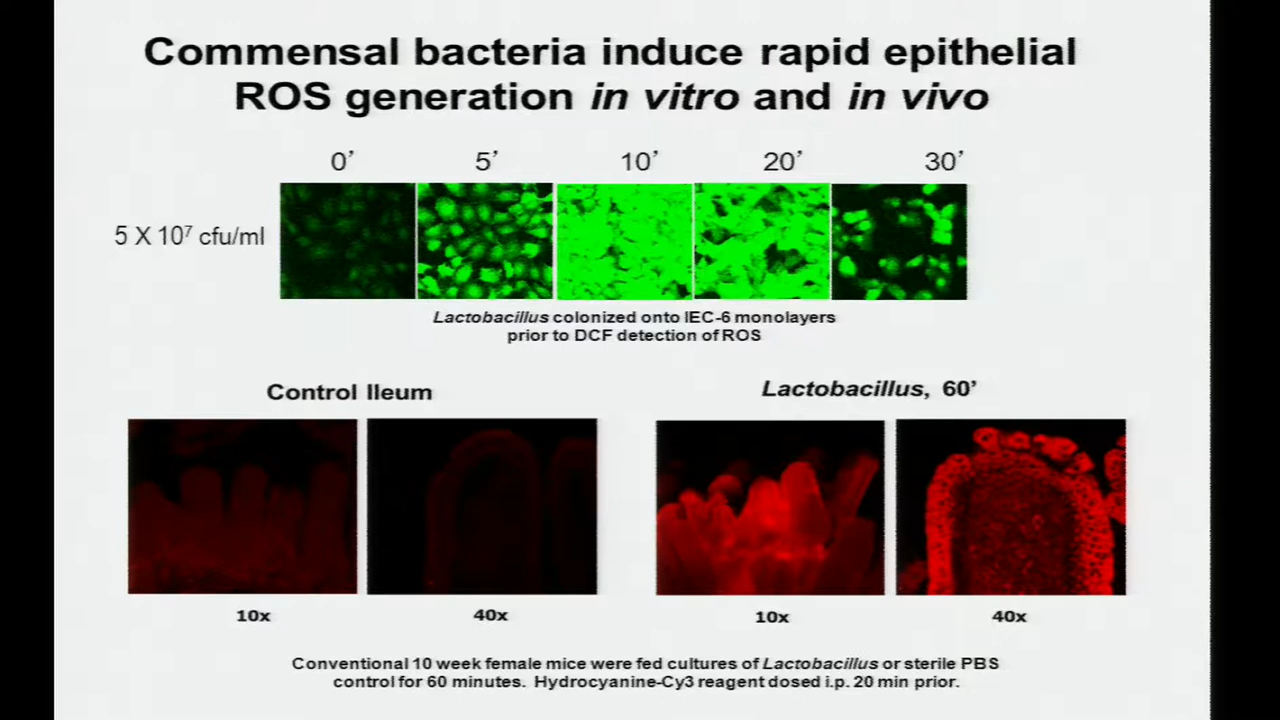 Commensal bacteria induce rapid epithelial
ROS generation in vitro and in vivo
0’ 5’ 10’ 20’ 30’
5 X 10⁷ cfu/ml
Lactobacillus colonized onto IEC-6 monolayers
prior to DCF detection of ROS
Control Ileum
Lactobacillus, 60’
10x 40x 10x 40x
Conventional 10 week female mice were fed cultures of Lactobacillus or sterile PBS
control for 60 minutes. Hydrocyanine-Cy3 reagent dosed i.p. 20 min prior.